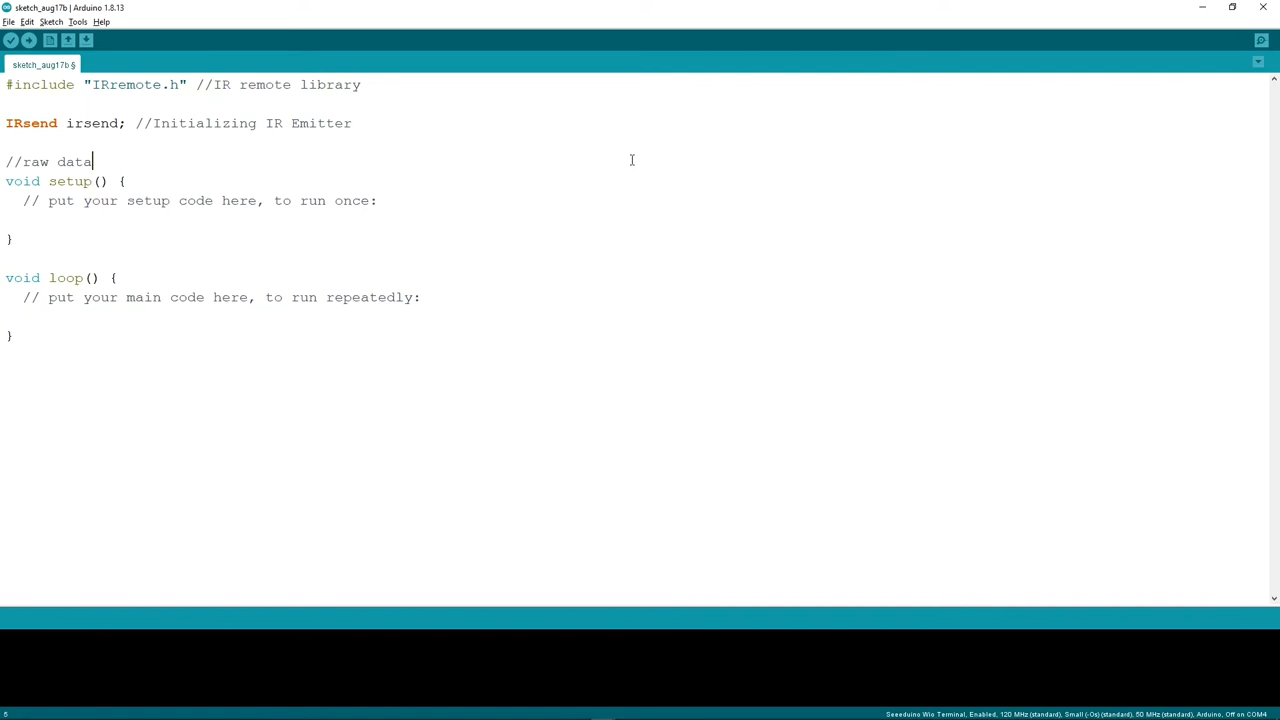 sketch_aug17b | Arduino 1.8.13
File Edit Sketch Tools Help
sketch_aug17b §
#include "IRremote.h" //IR remote library
IRsend irsend; //Initializing IR Emitter
//raw data
void setup() {
// put your setup code here, to run once:
}
void loop() {
// put your main code here, to run repeatedly:
}
5
Seeeduino Wio Terminal, Enabled, 120 MHz (standard), Small (-Os) (standard), 50 MHz (standard), Arduino, Off on COM4